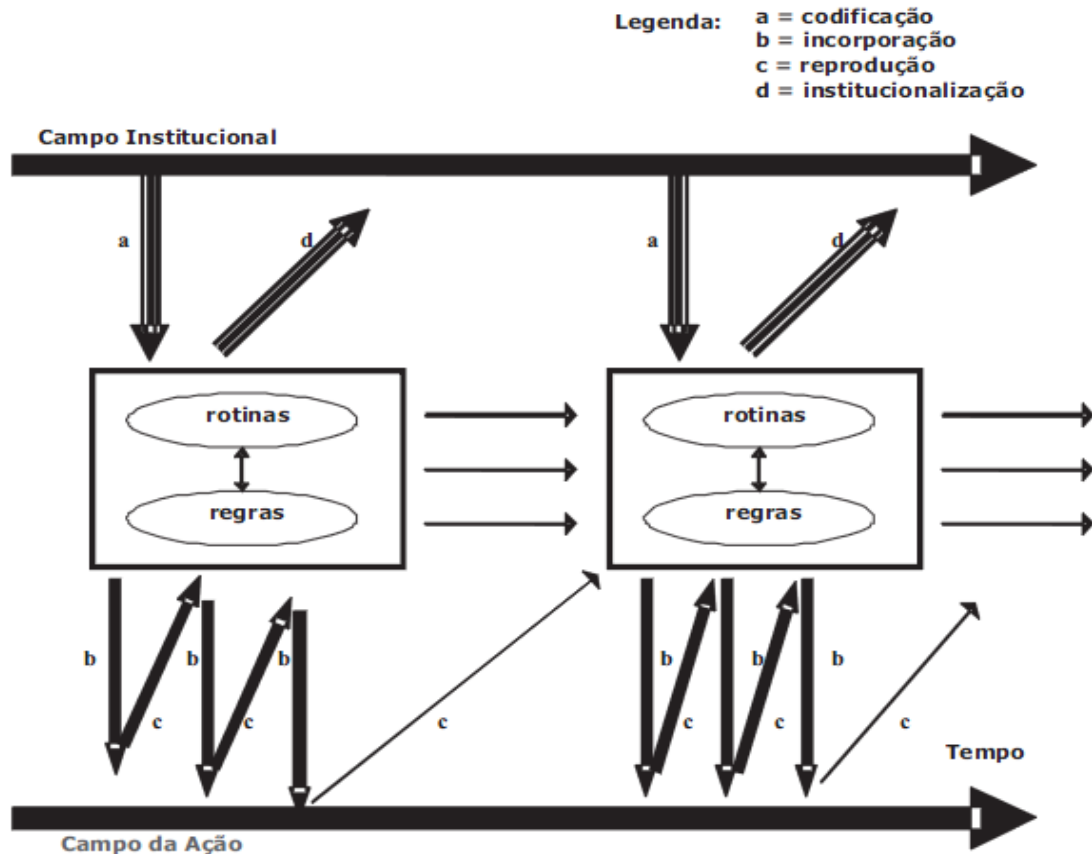 Legenda: a = codificação
b = incorporação
c = reprodução
d = institucionalização
Campo Institucional
a
d
a
d
rotinas
rotinas
regras
regras
b
b
b
b
b
b
c
c
c
c
c
c
Tempo
Campo da Ação